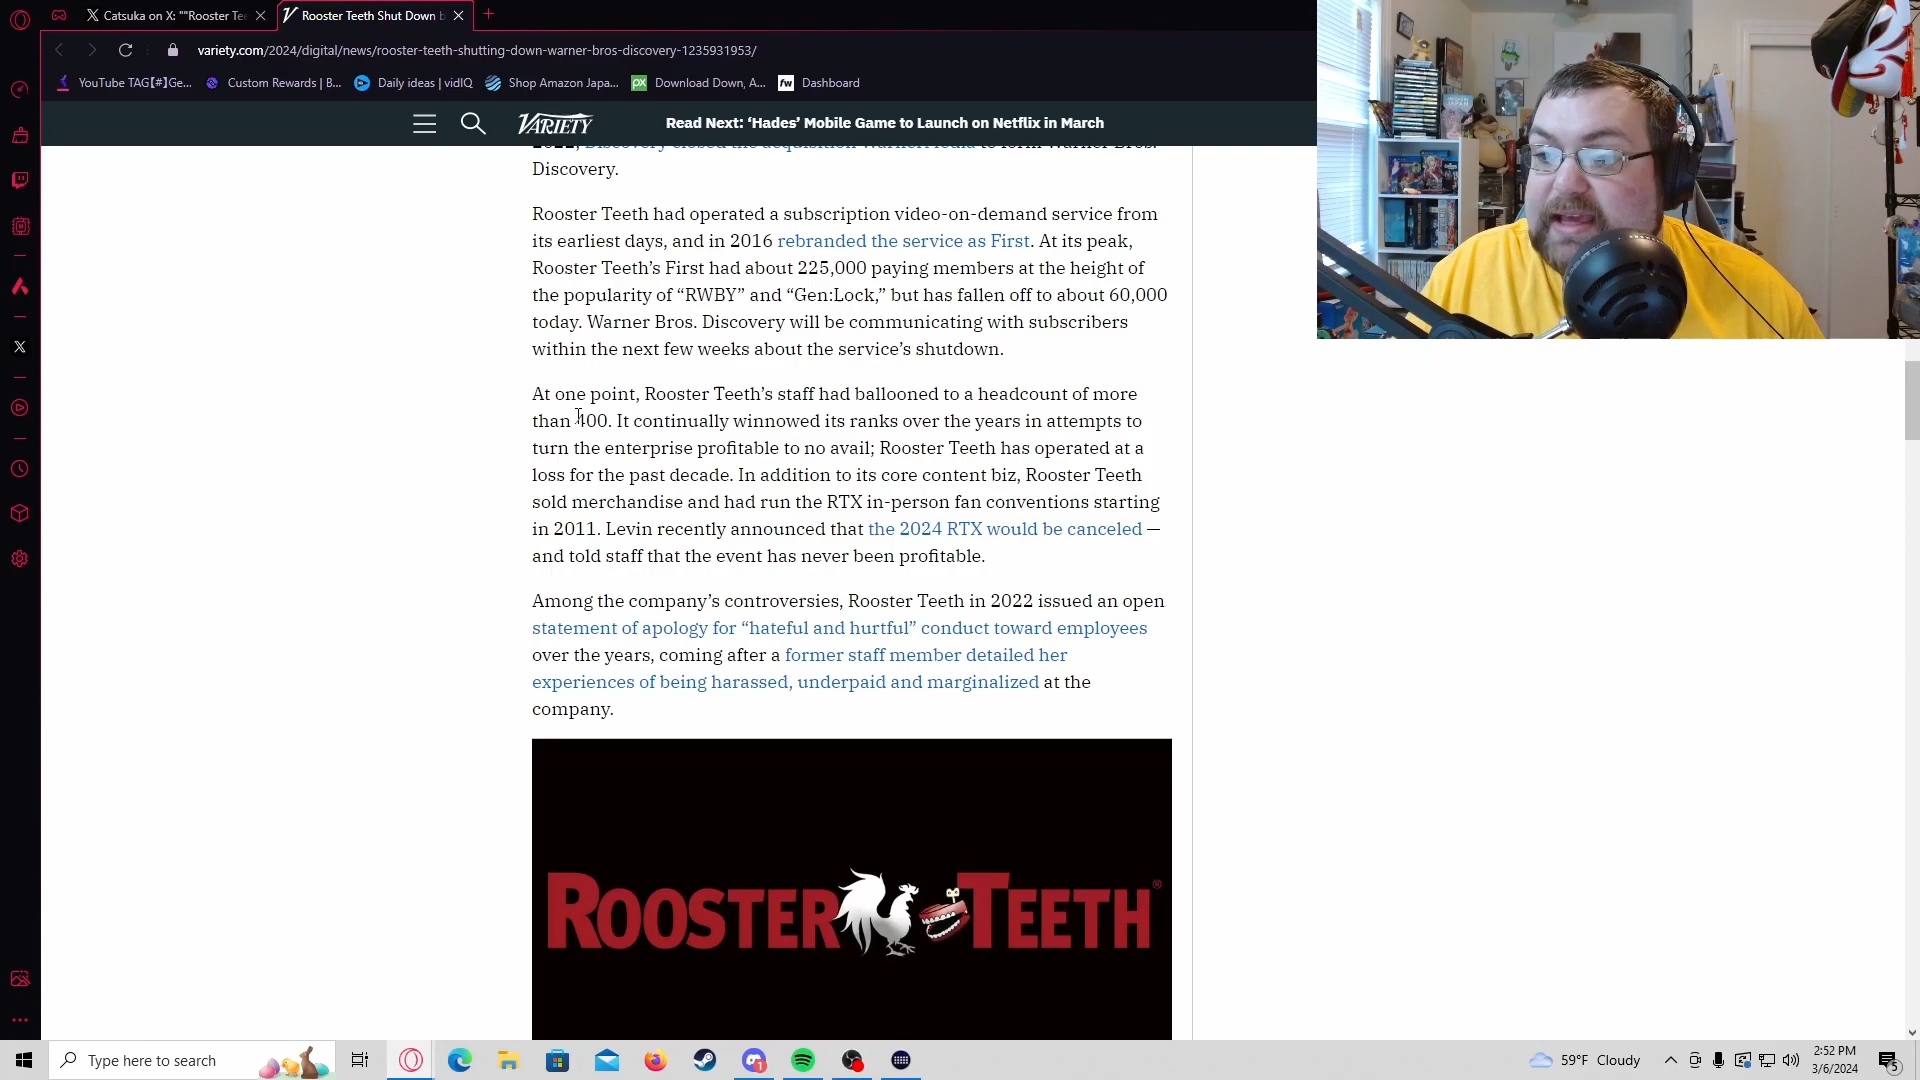 Catsuka on X: ""Rooster Te
Rooster Teeth Shut Down b
variety.com/2024/digital/news/rooster-teeth-shutting-down-warner-bros-discovery-1235931953/
YouTube TAG【#】Ge...
Custom Rewards | B...
Daily ideas | vidIQ
Shop Amazon Japa...
Download Down, A...
Dashboard
VARIETY
Read Next: ‘Hades’ Mobile Game to Launch on Netflix in March
Discovery.
Rooster Teeth had operated a subscription video-on-demand service from
its earliest days, and in 2016 rebranded the service as First. At its peak,
Rooster Teeth’s First had about 225,000 paying members at the height of
the popularity of “RWBY” and “Gen:Lock,” but has fallen off to about 60,000
today. Warner Bros. Discovery will be communicating with subscribers
within the next few weeks about the service’s shutdown.
At one point, Rooster Teeth’s staff had ballooned to a headcount of more
than 400. It continually winnowed its ranks over the years in attempts to
turn the enterprise profitable to no avail; Rooster Teeth has operated at a
loss for the past decade. In addition to its core content biz, Rooster Teeth
sold merchandise and had run the RTX in-person fan conventions starting
in 2011. Levin recently announced that the 2024 RTX would be canceled —
and told staff that the event has never been profitable.
Among the company’s controversies, Rooster Teeth in 2022 issued an open
statement of apology for “hateful and hurtful” conduct toward employees
over the years, coming after a former staff member detailed her
experiences of being harassed, underpaid and marginalized at the
company.
ROOSTER TEETH®
Type here to search
59°F Cloudy
2:52 PM
3/6/2024
5